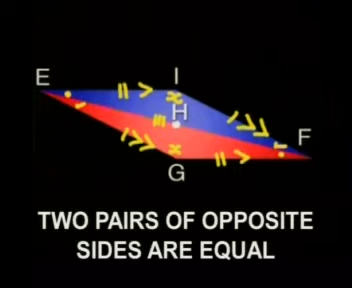 E
I
H
F
G
TWO PAIRS OF OPPOSITE
SIDES ARE EQUAL